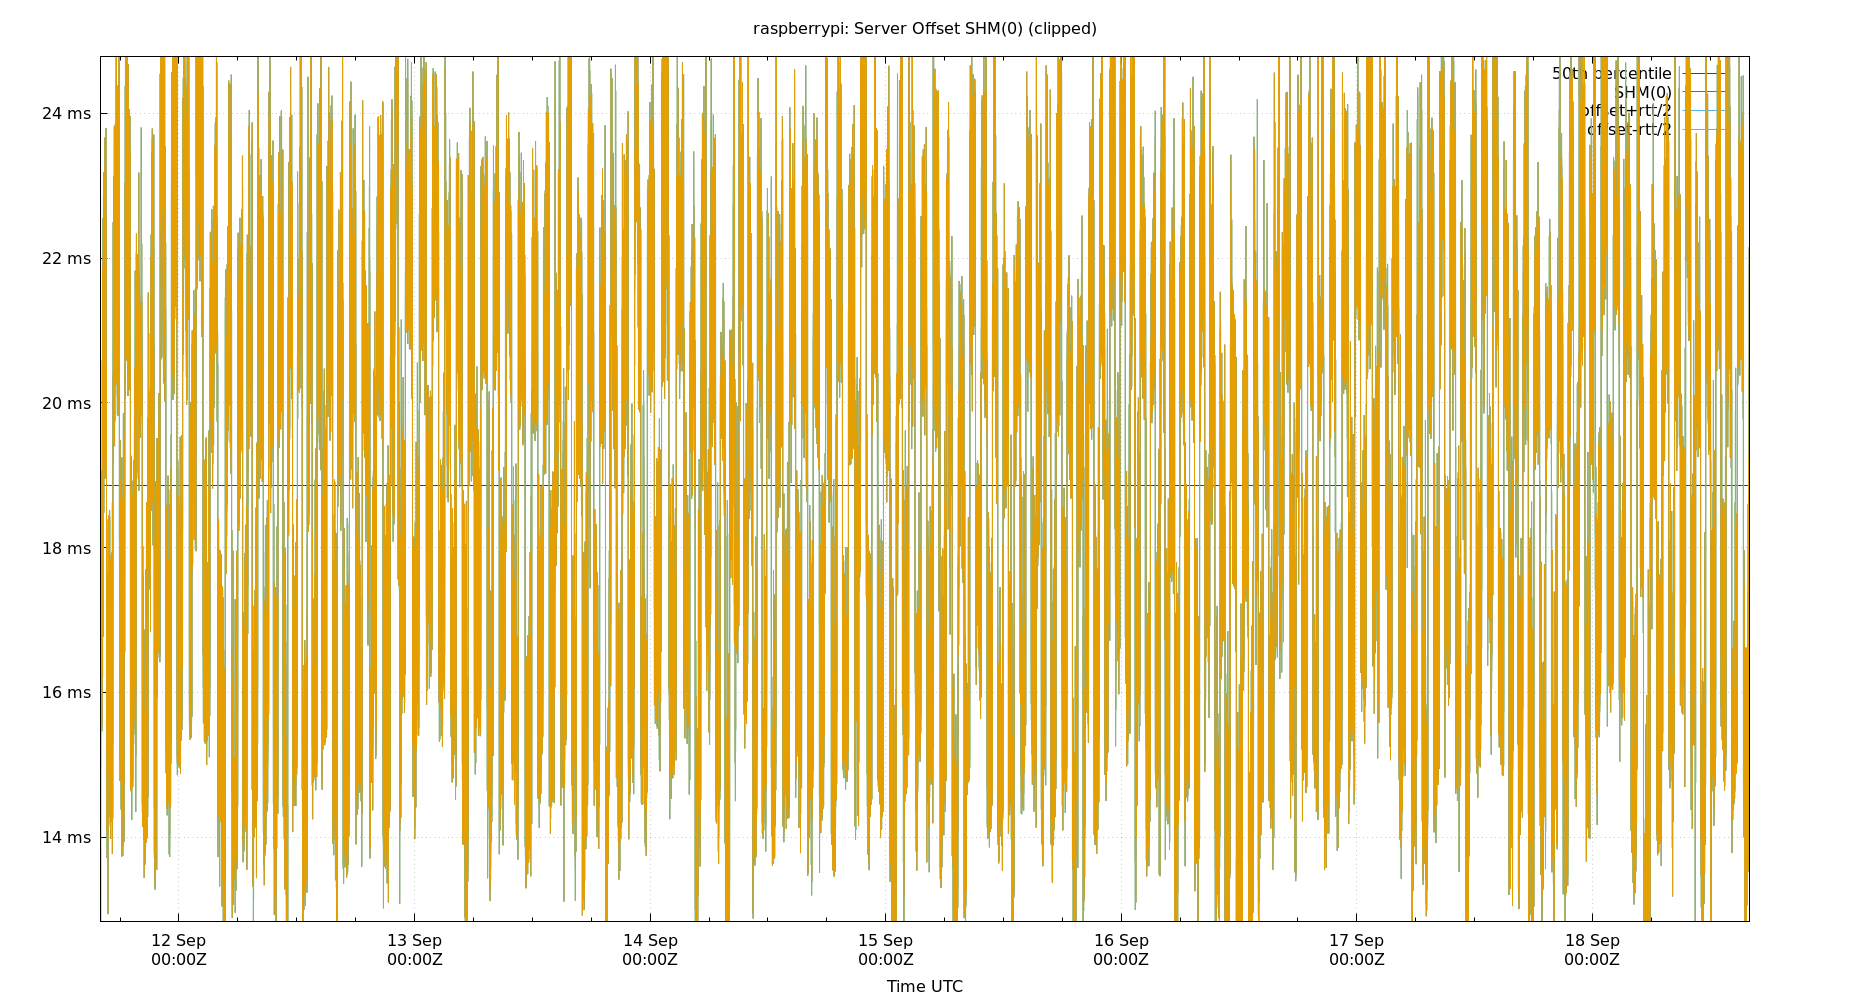 raspberrypi: Server Offset SHM(0) (clipped)
50th percentile
SHM(0)
offset+rtt/2
offset-rtt/2
24 ms
22 ms
20 ms
18 ms
16 ms
14 ms
12 Sep 13 Sep 14 Sep 15 Sep 16 Sep 17 Sep 18 Sep
00:00Z 00:00Z 00:00Z 00:00Z 00:00Z 00:00Z 00:00Z
Time UTC